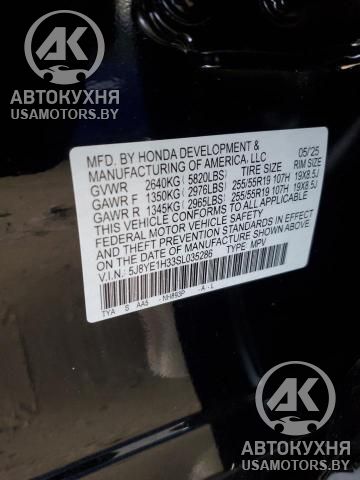 АК
АВТОКУХНЯ
USAMOTORS.BY
MFD. BY HONDA DEVELOPMENT & 05/25
MANUFACTURING OF AMERICA, LLC
GVWR 2640KG (5820LBS) TIRE SIZE RIM SIZE
GAWR F 1350KG (2976LBS) 255/55R19 107H 19X8.5J
GAWR R 1345KG (2965LBS) 255/55R19 107H 19X8.5J
THIS VEHICLE CONFORMS TO ALL APPLICABLE
FEDERAL MOTOR VEHICLE SAFETY, BUMPER,
AND THEFT PREVENTION STANDARDS IN EFFECT
ON THE DATE OF MANUFACTURE SHOWN ABOVE.
V.I.N.: 5J8YE1H33SL035286 TYPE: MPV
TYA S AA5 -NH893P -A-L
АК
АВТОКУХНЯ
USAMOTORS.BY